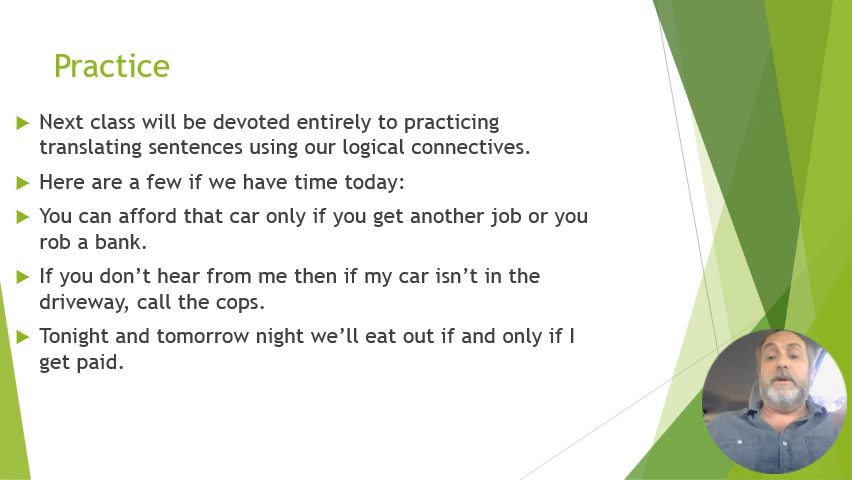 Practice
Next class will be devoted entirely to practicing
translating sentences using our logical connectives.
Here are a few if we have time today:
You can afford that car only if you get another job or you
rob a bank.
If you don’t hear from me then if my car isn’t in the
driveway, call the cops.
Tonight and tomorrow night we’ll eat out if and only if I
get paid.